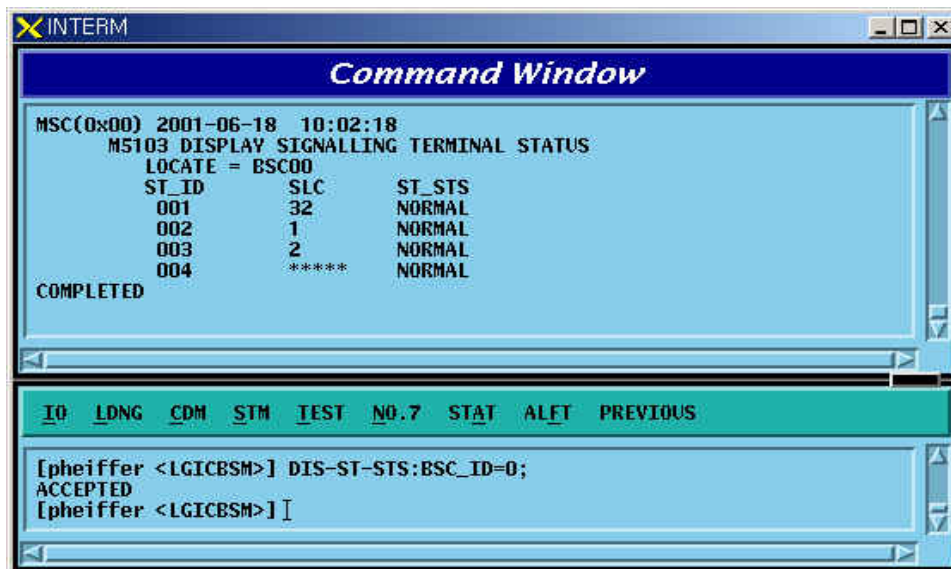 INTERM
Command Window
MSC(0x00) 2001-06-18 10:02:18
M5103 DISPLAY SIGNALLING TERMINAL STATUS
LOCATE = BSC00
ST_ID SLC ST_STS
001 32 NORMAL
002 1 NORMAL
003 2 NORMAL
004 ***** NORMAL
COMPLETED
IO LDNG CDM STM TEST NO.7 STAT ALFT PREVIOUS
[pheiffer <LGICBSM>] DIS-ST-STS:BSC_ID=0;
ACCEPTED
[pheiffer <LGICBSM>]